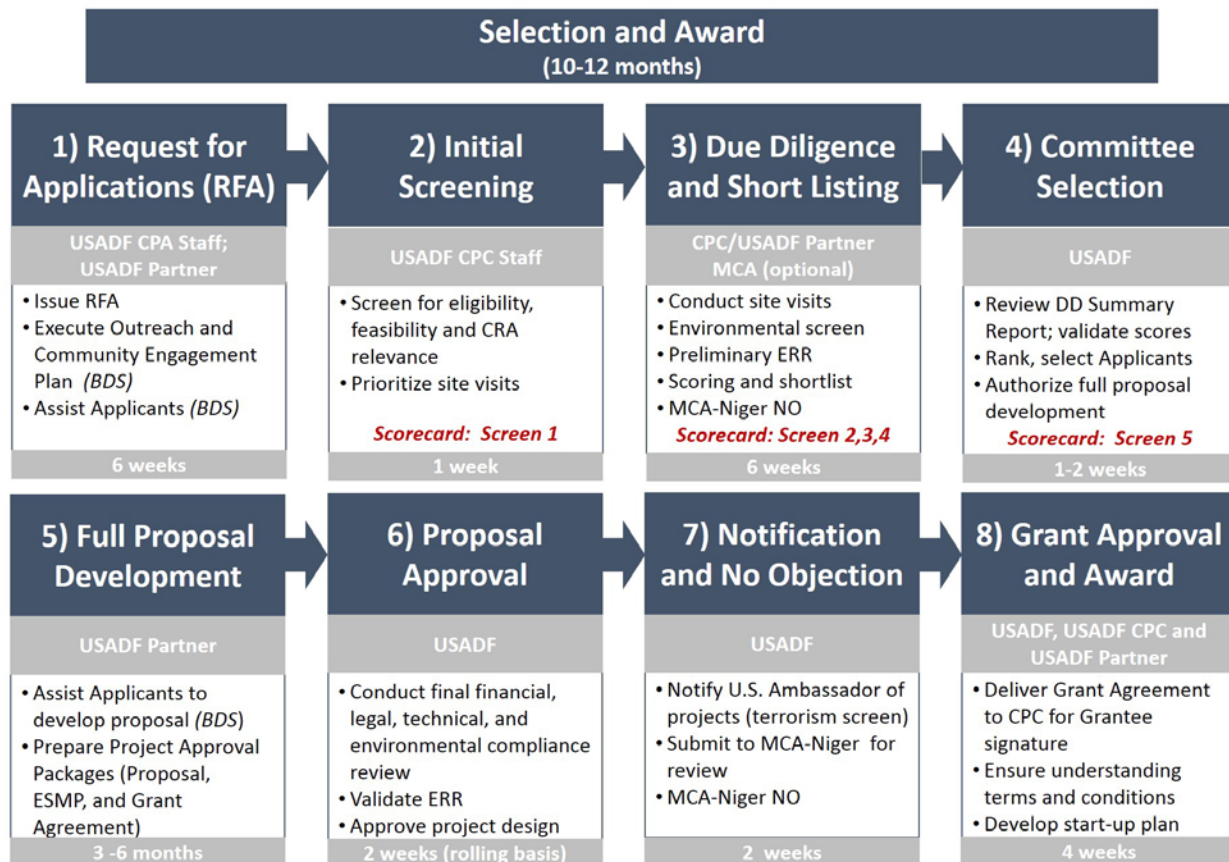 Selection and Award
(10-12 months)
1) Request for
Applications (RFA)
USADF CPA Staff;
USADF Partner
• Issue RFA
• Execute Outreach and
Community Engagement
Plan (BDS)
• Assist Applicants (BDS)
6 weeks
2) Initial
Screening
USADF CPC Staff
• Screen for eligibility,
feasibility and CRA
relevance
• Prioritize site visits
Scorecard: Screen 1
1 week
3) Due Diligence
and Short Listing
CPC/USADF Partner
MCA (optional)
• Conduct site visits
• Environmental screen
• Preliminary ERR
• Scoring and shortlist
• MCA-Niger NO
Scorecard: Screen 2,3,4
6 weeks
4) Committee
Selection
USADF
• Review DD Summary
Report; validate scores
• Rank, select Applicants
• Authorize full proposal
development
Scorecard: Screen 5
1-2 weeks
5) Full Proposal
Development
USADF Partner
• Assist Applicants to
develop proposal (BDS)
• Prepare Project Approval
Packages (Proposal,
ESMP, and Grant
Agreement)
3 -6 months
6) Proposal
Approval
USADF
• Conduct final financial,
legal, technical, and
environmental compliance
review
• Validate ERR
• Approve project design
2 weeks (rolling basis)
7) Notification
and No Objection
USADF
• Notify U.S. Ambassador of
projects (terrorism screen)
• Submit to MCA-Niger for
review
• MCA-Niger NO
2 weeks
8) Grant Approval
and Award
USADF, USADF CPC and
USADF Partner
• Deliver Grant Agreement
to CPC for Grantee
signature
• Ensure understanding
terms and conditions
• Develop start-up plan
4 weeks